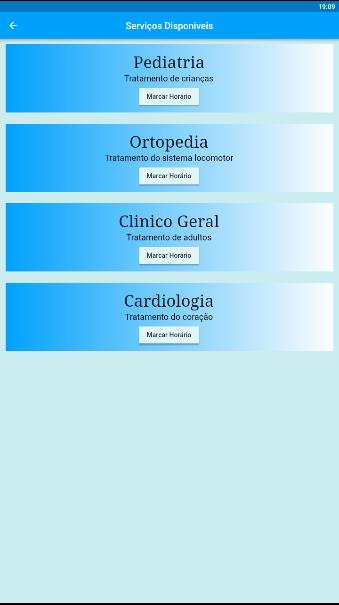 19:09
Serviços Disponíveis
Pediatria
Tratamento de crianças
Marcar Horário
Ortopedia
Tratamento do sistema locomotor
Marcar Horário
Clinico Geral
Tratamento de adultos
Marcar Horário
Cardiologia
Tratamento do coração
Marcar Horário